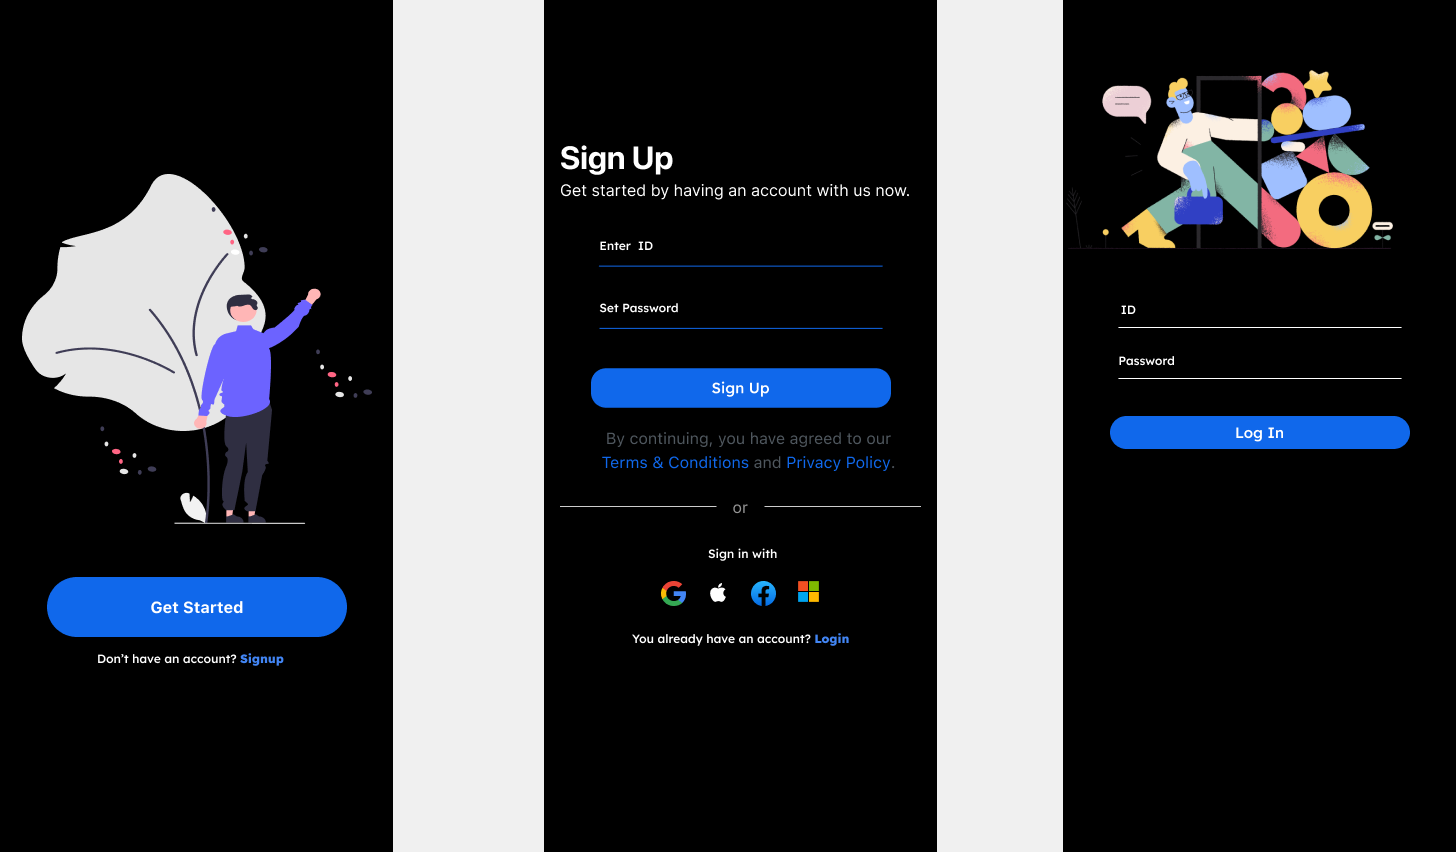 Get Started
Don't have an account? Signup
Sign Up
Get started by having an account with us now.
Enter ID
Set Password
Sign Up
By continuing, you have agreed to our
Terms & Conditions and Privacy Policy.
or
Sign in with
You already have an account? Login
ID
Password
Log In